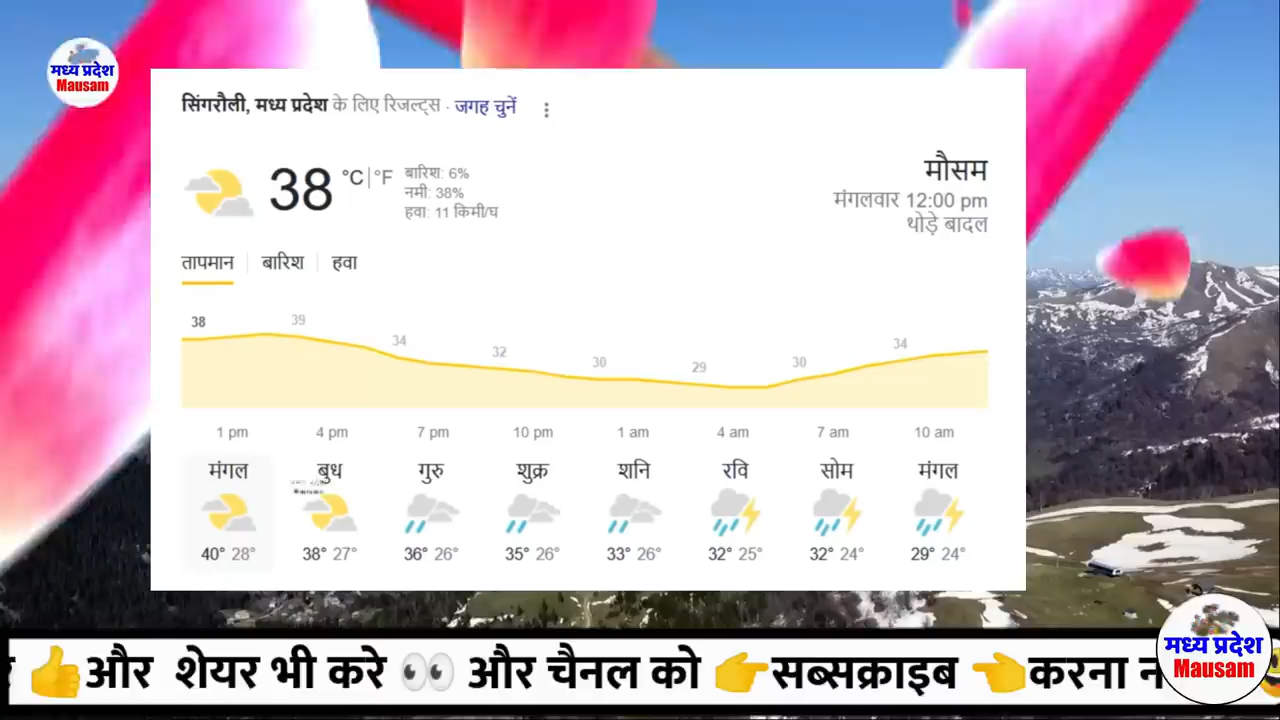 मध्य प्रदेश
Mausam
सिंगरौली, मध्य प्रदेश के लिए रिजल्ट्स · जगह चुनें
38 °C | °F
बारिश: 6%
नमी: 38%
हवा: 11 किमी/घ
मौसम
मंगलवार 12:00 pm
थोड़े बादल
तापमान | बारिश | हवा
38 39 34 32 30 29 30 34
1 pm 4 pm 7 pm 10 pm 1 am 4 am 7 am 10 am
मंगल बुध गुरु शुक्र शनि रवि सोम मंगल
40° 28° 38° 27° 36° 26° 35° 26° 33° 26° 32° 25° 32° 24° 29° 24°
👍और शेयर भी करे 👀 और चैनल को 👉सब्सक्राइब 👈करना न
मध्य प्रदेश
Mausam